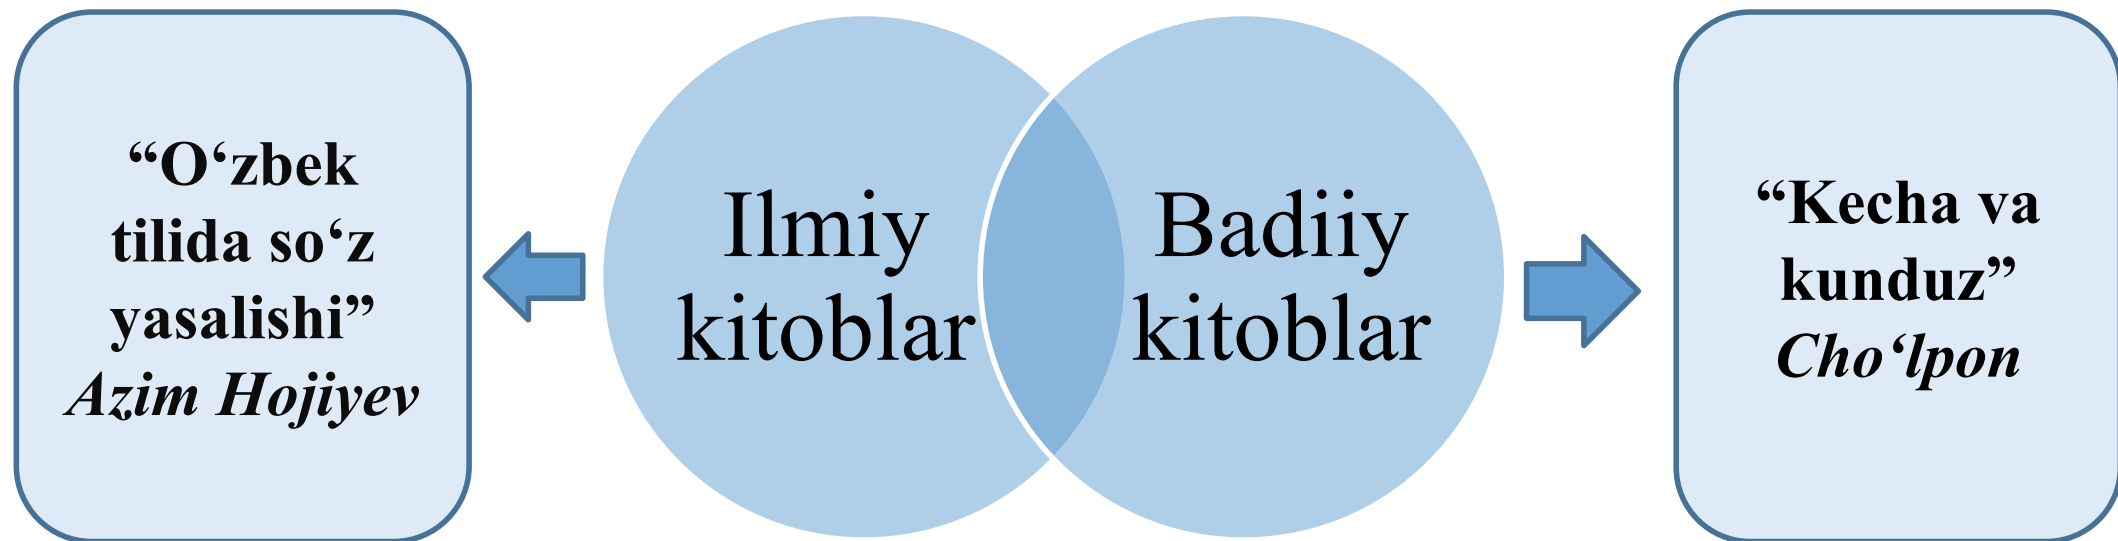 “O‘zbek
tilida so‘z
yasalishi”
Azim Hojiyev
Ilmiy
kitoblar
Badiiy
kitoblar
“Kecha va
kunduz”
Cho‘lpon